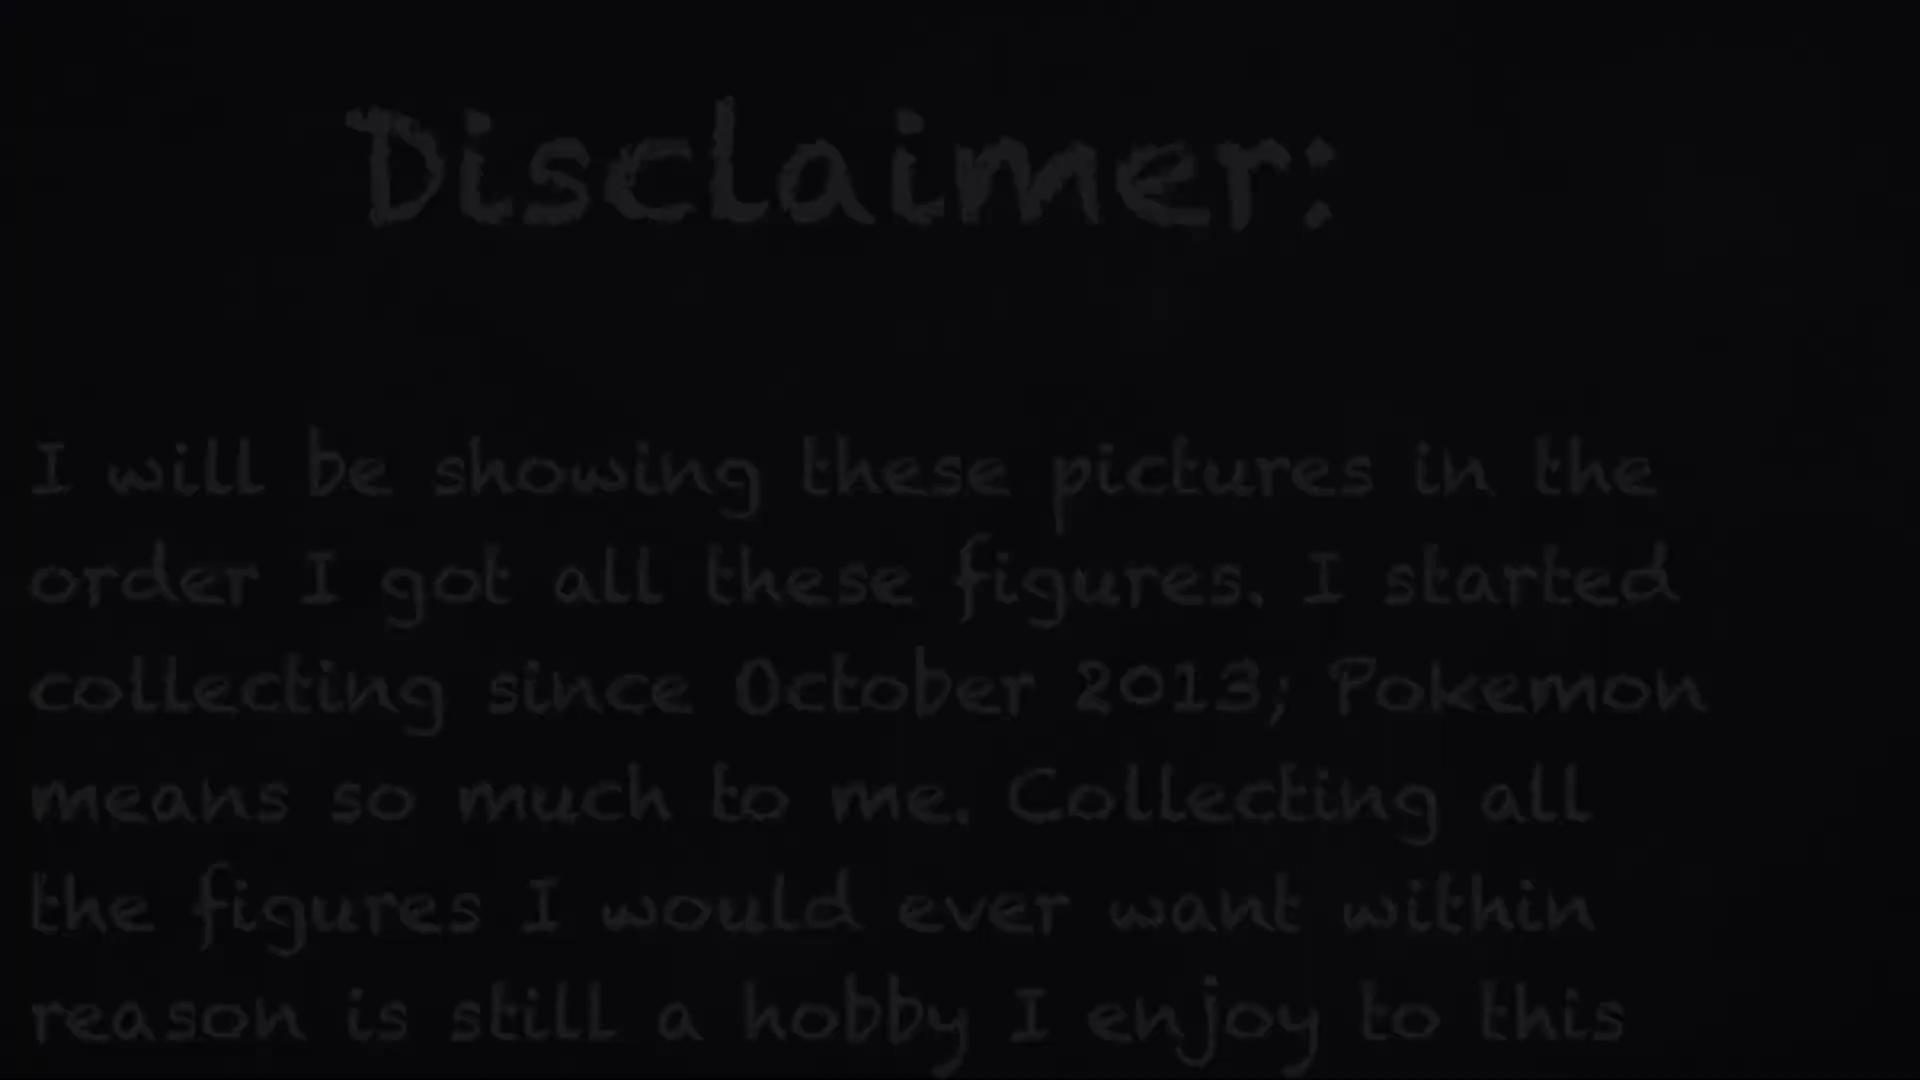 Disclaimer:
I will be showing these pictures in the
order I got all these figures. I started
collecting since October 2013; Pokemon
means so much to me. Collecting all
the figures I would ever want within
reason is still a hobby I enjoy to this